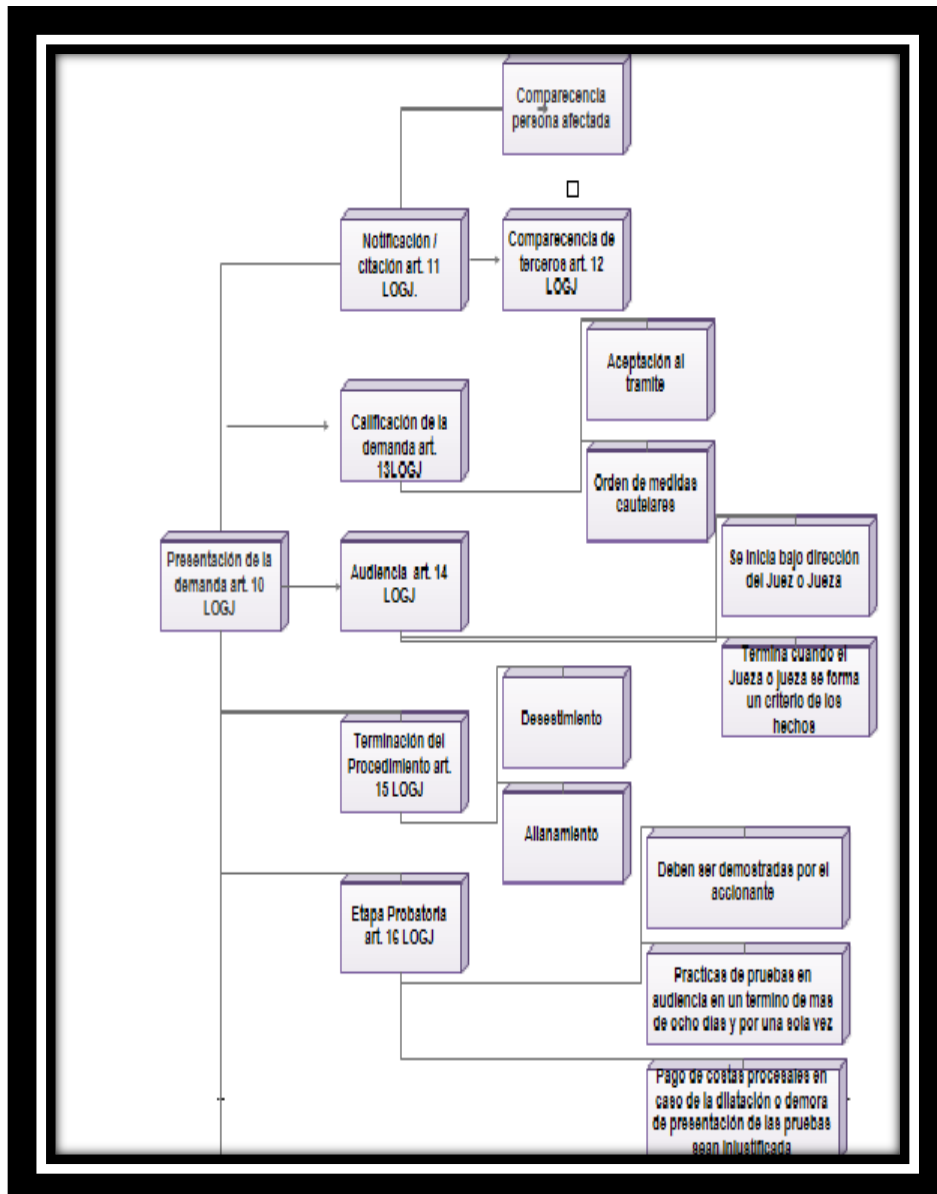 Comparecencia
persona afectada
Notificación /
citación art. 11
LOGJ.
Comparecencia de
terceros art. 12
LOGJ
Aceptación al
tramite
Calificación de la
demanda art.
13LOGJ
Orden de medidas
cautelares
Se inicia bajo dirección
del Juez o Jueza
Presentación de la
demanda art. 10
LOGJ
Audiencia art. 14
LOGJ
Termina cuando el
Jueza o jueza se forma
un criterio de los
hechos
Desestimiento
Terminación del
Procedimiento art.
15 LOGJ
Allanamiento
Deben ser demostradas por el
accionante
Etapa Probatoria
art. 16 LOGJ
Practicas de pruebas en
audiencia en un termino de mas
de ocho dias y por una sola vez
Pago de costas procesales en
caso de la dilatación o demora
de presentación de las pruebas
sean injustificada